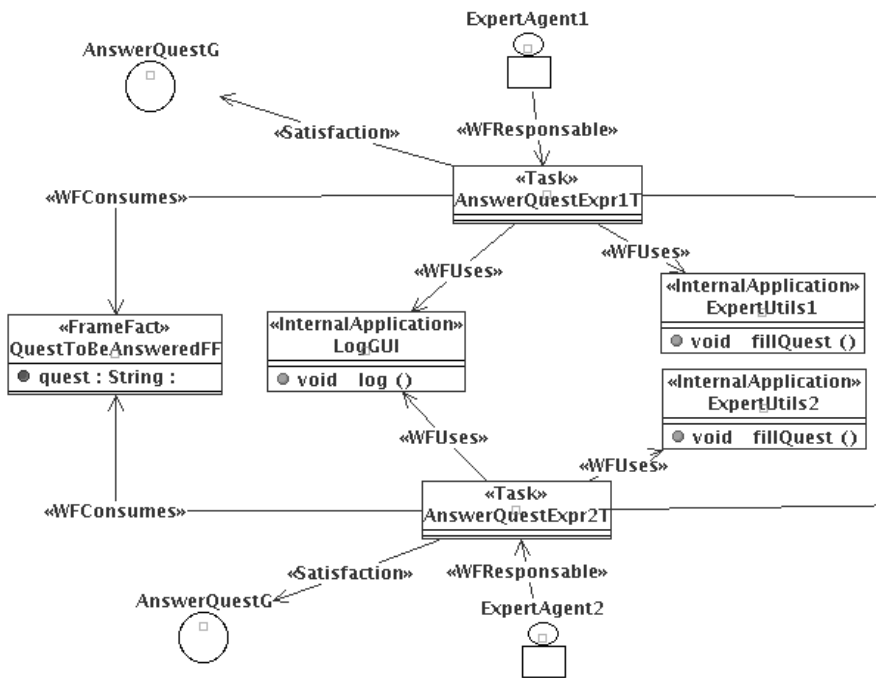 ExpertAgent1
AnswerQuestG
«Satisfaction»
«WFResponsable»
«Task»
AnswerQuestExpr1T
«WFConsumes»
«WFUses»
«WFUses»
«InternalApplication»
ExpertUtils1
void fillQuest ()
«FrameFact»
QuestToBeAnsweredFF
quest : String :
«InternalApplication»
LogGUI
void log ()
«InternalApplication»
ExpertUtils2
void fillQuest ()
«WFUses»
«WFUses»
«Task»
AnswerQuestExpr2T
«WFConsumes»
«Satisfaction»
«WFResponsable»
AnswerQuestG
ExpertAgent2